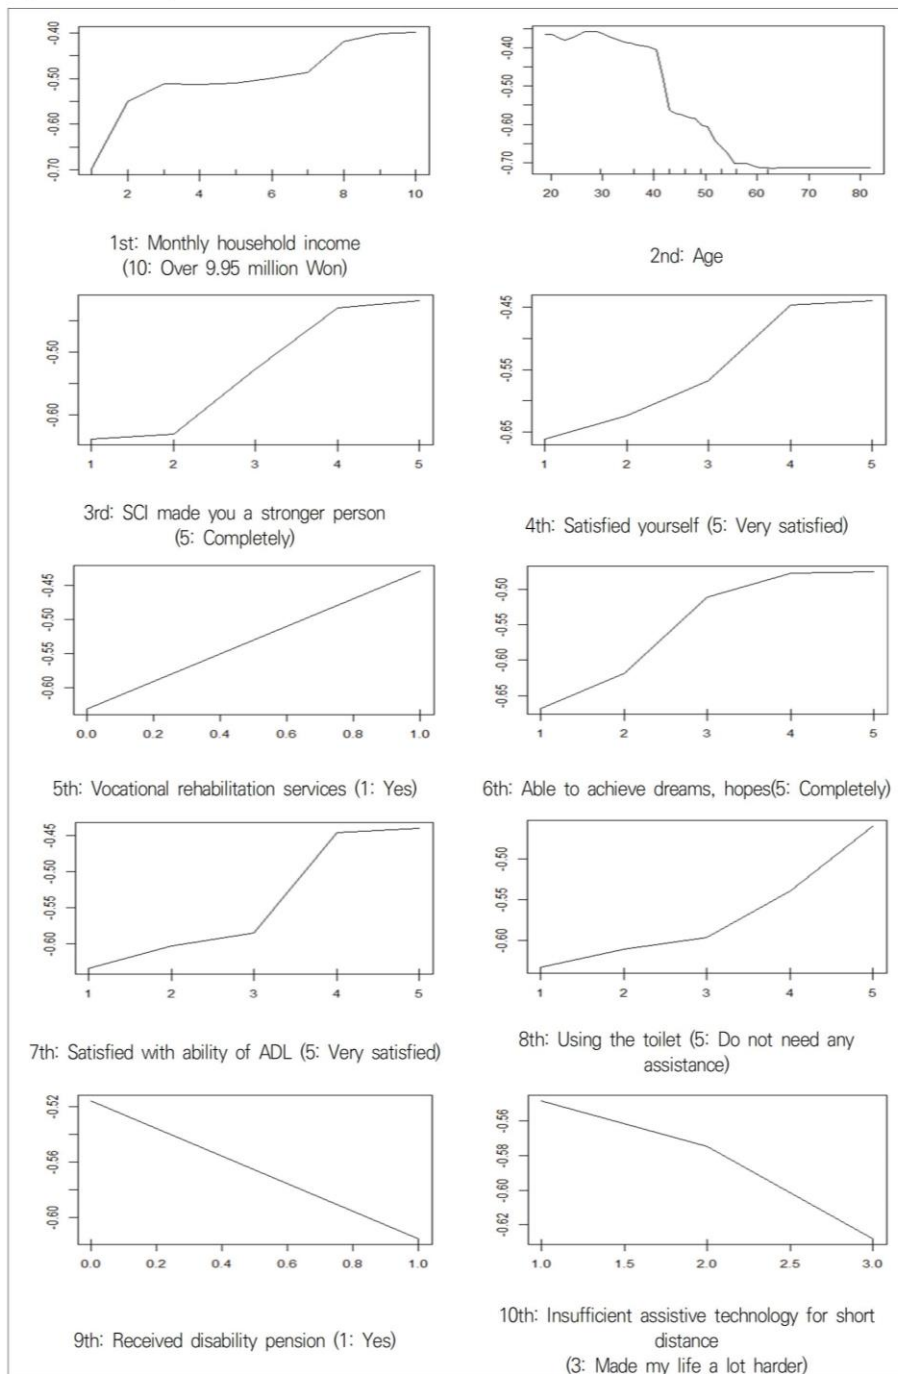 -0.40
-0.50
-0.60
-0.70
2 4 6 8 10
1st: Monthly household income
(10: Over 9.95 million Won)
-0.40
-0.50
-0.60
-0.70
20 30 40 50 60 70 80
2nd: Age
-0.50
-0.60
1 2 3 4 5
3rd: SCI made you a stronger person
(5: Completely)
-0.45
-0.55
-0.65
1 2 3 4 5
4th: Satisfied yourself (5: Very satisfied)
-0.45
-0.50
-0.55
-0.60
0.0 0.2 0.4 0.6 0.8 1.0
5th: Vocational rehabilitation services (1: Yes)
-0.50
-0.55
-0.60
-0.65
1 2 3 4 5
6th: Able to achieve dreams, hopes(5: Completely)
-0.45
-0.50
-0.55
-0.60
1 2 3 4 5
7th: Satisfied with ability of ADL (5: Very satisfied)
-0.50
-0.55
-0.60
1 2 3 4 5
8th: Using the toilet (5: Do not need any
assistance)
-0.52
-0.56
-0.60
0.0 0.2 0.4 0.6 0.8 1.0
9th: Received disability pension (1: Yes)
-0.56
-0.58
-0.60
-0.62
1.0 1.5 2.0 2.5 3.0
10th: Insufficient assistive technology for short
distance
(3: Made my life a lot harder)